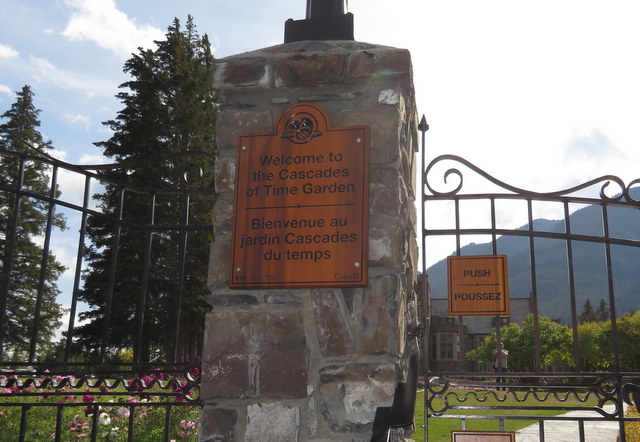 Welcome to
the Cascades
of Time Garden
Bienvenue au
jardin Cascades
du temps
Canada
PUSH
POUSSEZ